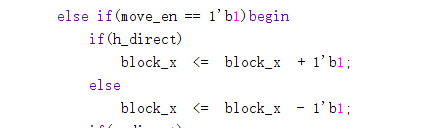 else if(move_en == 1'b1)begin
if(h_direct)
block_x <= block_x + 1'b1;
else
block_x <= block_x - 1'b1;